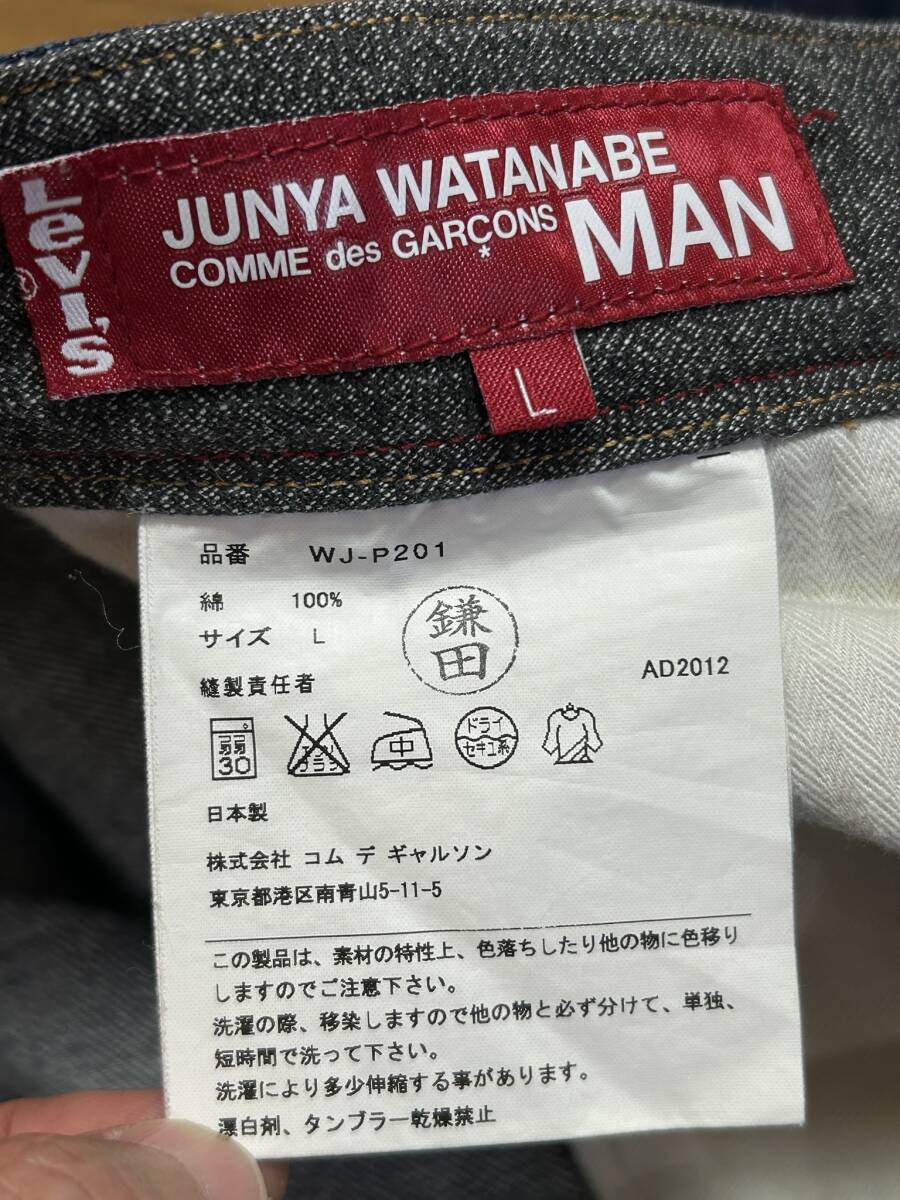 Levi's
®
JUNYA WATANABE
COMME des GARÇONS MAN
*
L
品番 WJ-P201
綿 100%
サイズ L
縫製責任者
鎌田
AD2012
弱
30
エンソ
ブラ
中
ドライ
セキユ系
日本製
株式会社 コム デ ギャルソン
東京都港区南青山5-11-5
この製品は、素材の特性上、色落ちしたり他の物に色移り
しますのでご注意下さい。
洗濯の際、移染しますので他の物と必ず分けて、単独、
短時間で洗って下さい。
洗濯により多少伸縮する事があります。
漂白剤、タンブラー乾燥禁止